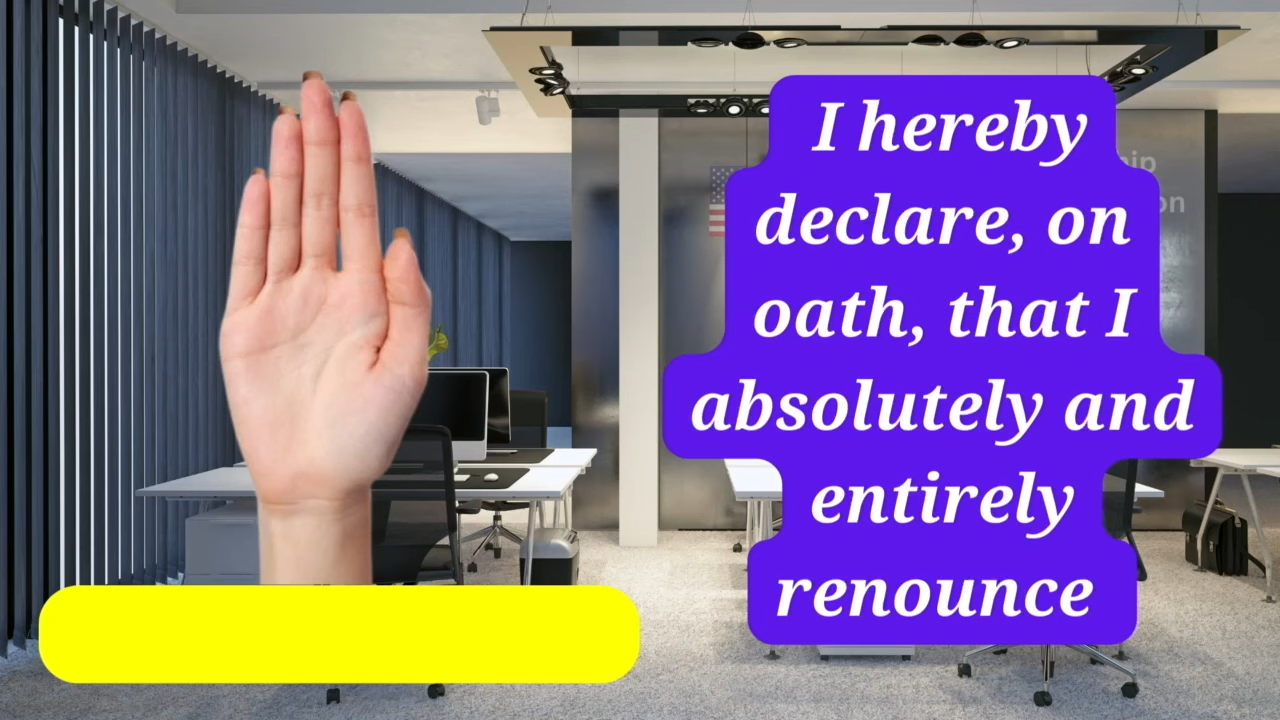 I hereby
declare, on
oath, that I
absolutely and
entirely
renounce